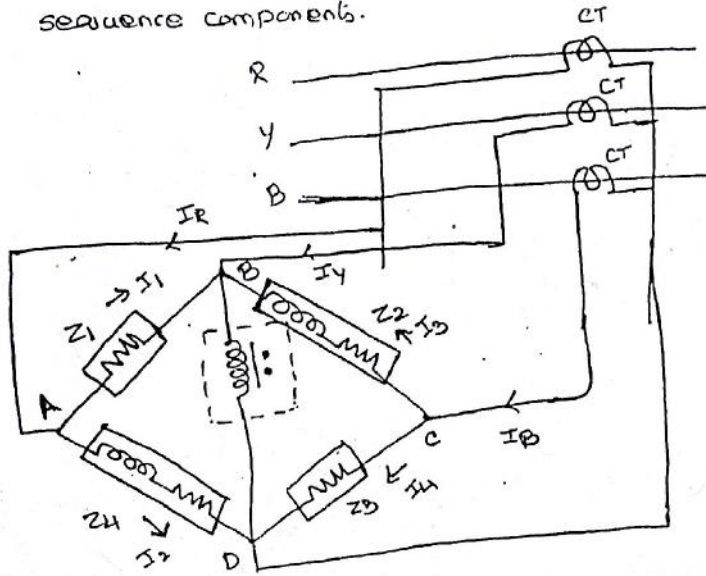 sequence components.
CT
R
CT
Y
CT
B
IR
IY
B
I1
Z1
Z2
I3
A
C
IB
Z4
I2
Z3
I4
D